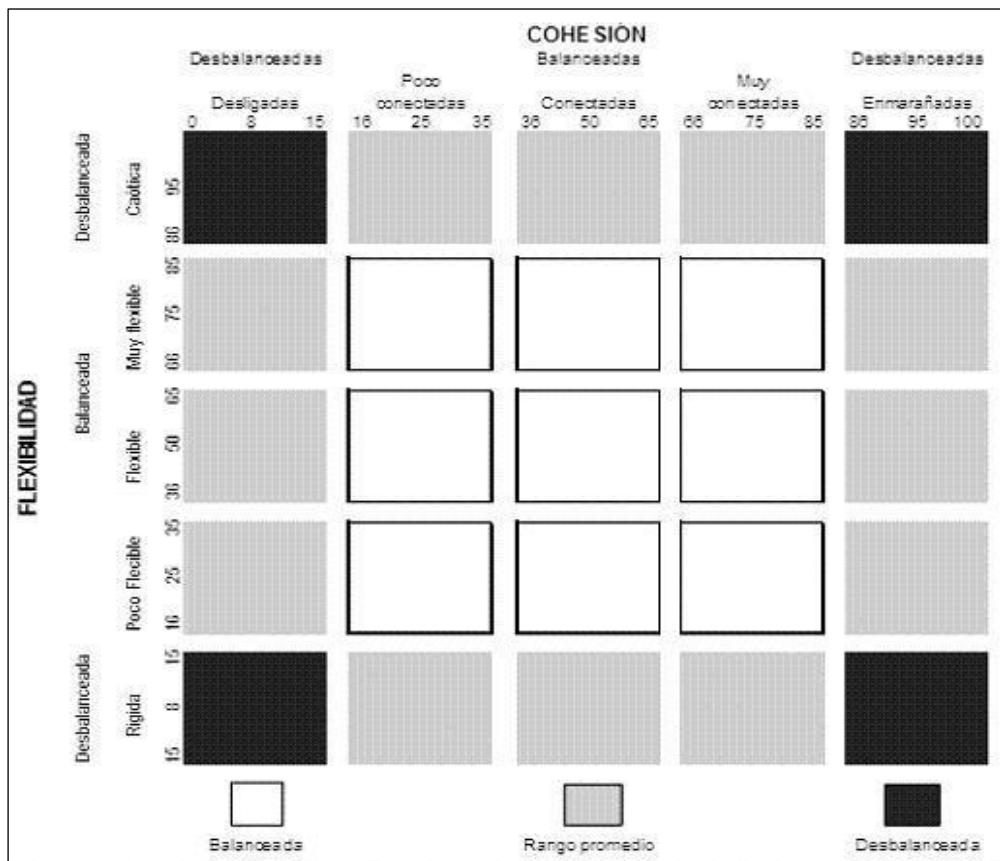 COHE SIÓN
Desbalanceadas Balanceadas Desbalanceadas
Desligadas Poco conectadas Conectadas Muy conectadas Enmarañadas
0 8 15 16 25 35 36 50 65 66 75 85 86 95 100
FLEXIBILIDAD
Desbalanceada
Caótica
86 95
Balanceada
Muy flexible
66 75 85
Flexible
36 50 65
Poco Flecible
16 25 35
Desbalanceada
Rígida
15 8 15
Balanceada Rango promedio Desbalanceada